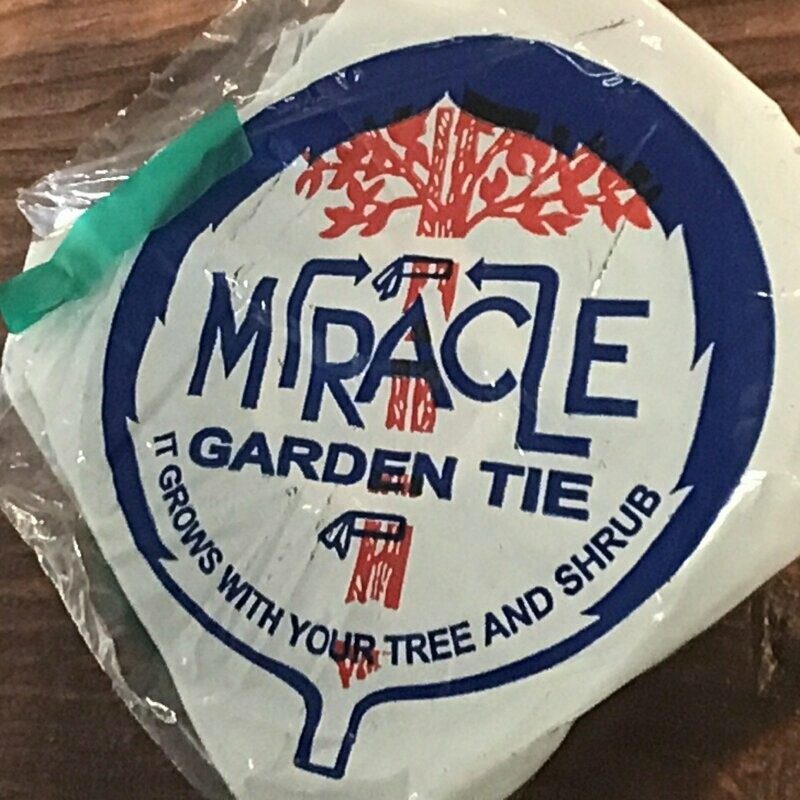 MIRACLE
GARDEN TIE
IT GROWS WITH YOUR TREE AND SHRUB